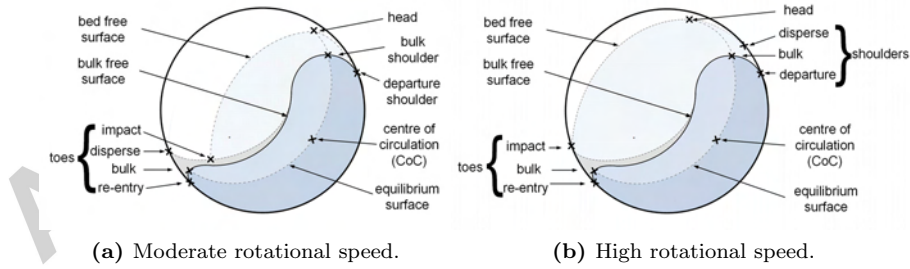 bed free
surface
bulk free
surface
head
bulk
shoulder
departure
shoulder
toes
impact
disperse
bulk
re-entry
centre of
circulation
(CoC)
equilibrium
surface
(a) Moderate rotational speed.
bed free
surface
bulk free
surface
head
disperse
bulk
departure
shoulders
toes
impact
bulk
re-entry
centre of
circulation
(CoC)
equilibrium
surface
(b) High rotational speed.